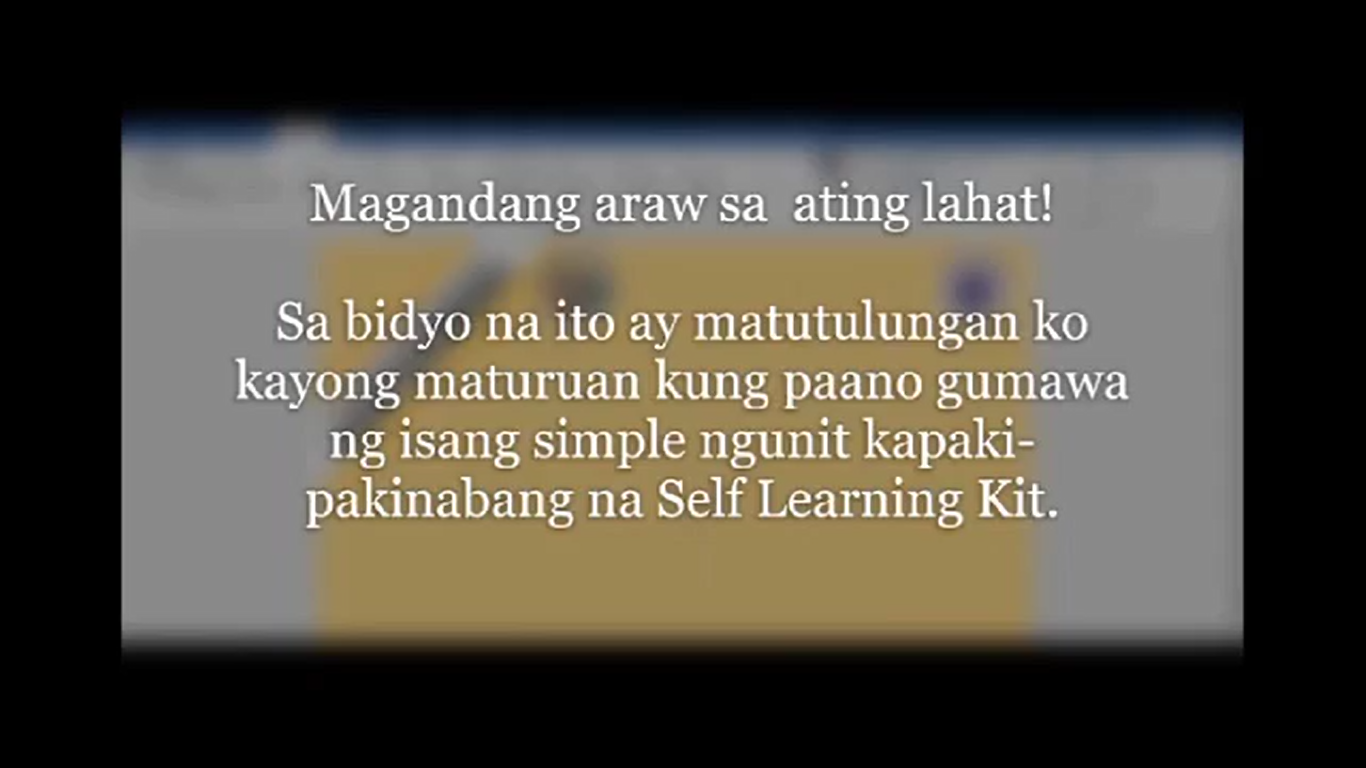 Magandang araw sa  ating lahat!
Sa bidyo na ito ay matutulungan ko
kayong maturuan kung paano gumawa
ng isang simple ngunit kapaki-
pakinabang na Self Learning Kit.